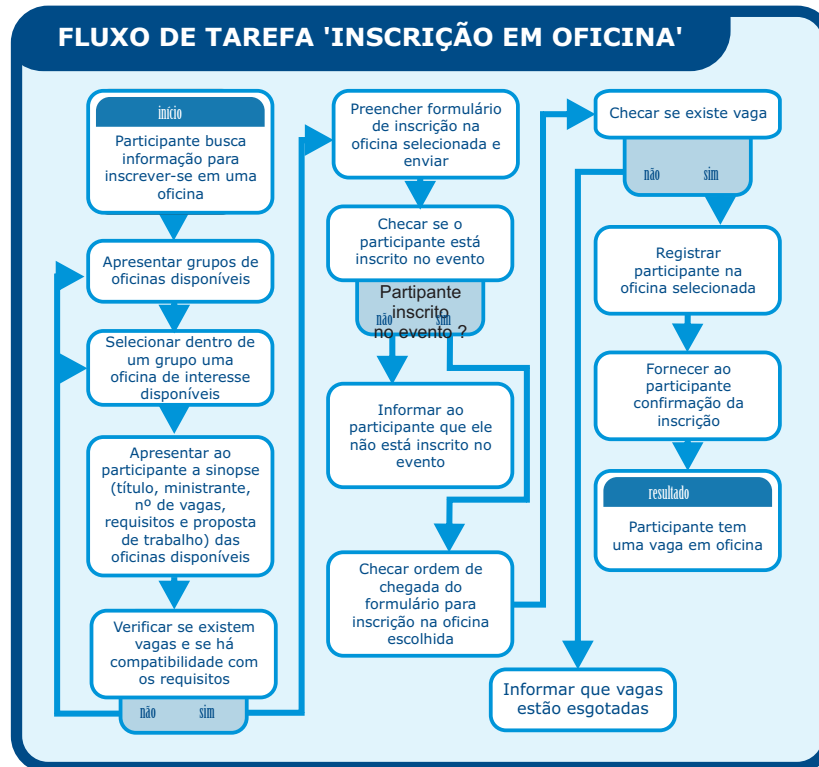 FLUXO DE TAREFA 'INSCRIÇÃO EM OFICINA'
início
Participante busca
informação para
inscrever-se em uma
oficina
Apresentar grupos de
oficinas disponíveis
Selecionar dentro de
um grupo uma
oficina de interesse
disponíveis
Apresentar ao
participante a sinopse
(título, ministrante,
nº de vagas,
requisitos e proposta
de trabalho) das
oficinas disponíveis
Verificar se existem
vagas e se há
compatibilidade com
os requisitos
não sim
Preencher formulário
de inscrição na
oficina selecionada e
enviar
Checar se o
participante está
inscrito no evento
Partipante
inscrito
no evento ?
não sim
Informar ao
participante que ele
não está inscrito no
evento
Checar ordem de
chegada do
formulário para
inscrição na oficina
escolhida
Checar se existe vaga
não sim
Registrar
participante na
oficina selecionada
Fornecer ao
participante
confirmação da
inscrição
resultado
Participante tem
uma vaga em oficina
Informar que vagas
estão esgotadas